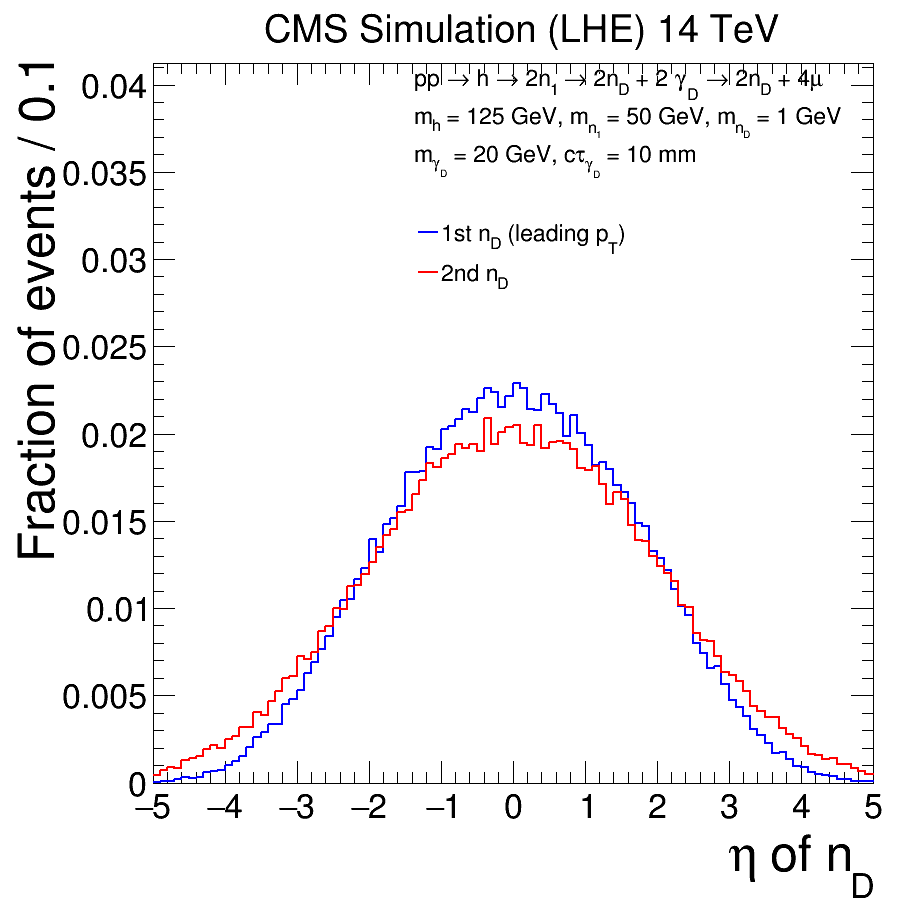 CMS Simulation (LHE) 14 TeV
Fraction of events / 0.1
0.04
0.035
0.03
0.025
0.02
0.015
0.01
0.005
0
pp → h → 2n1 → 2nD + 2 γD → 2nD + 4μ
mh = 125 GeV, mn1 = 50 GeV, mnD = 1 GeV
mγD = 20 GeV, cτγD = 10 mm
1st nD (leading pT)
2nd nD
−5 −4 −3 −2 −1 0 1 2 3 4 5
η of nD